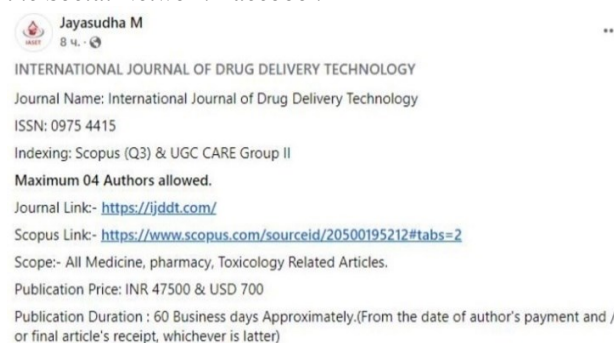 Jayasudha M
8 ч. ·
INTERNATIONAL JOURNAL OF DRUG DELIVERY TECHNOLOGY
Journal Name: International Journal of Drug Delivery Technology
ISSN: 0975 4415
Indexing: Scopus (Q3) & UGC CARE Group II
Maximum 04 Authors allowed.
Journal Link:- https://ijddt.com/
Scopus Link:- https://www.scopus.com/sourceid/20500195212#tabs=2
Scope:- All Medicine, pharmacy, Toxicology Related Articles.
Publication Price: INR 47500 & USD 700
Publication Duration : 60 Business days Approximately.(From the date of author's payment and /
or final article's receipt, whichever is latter)